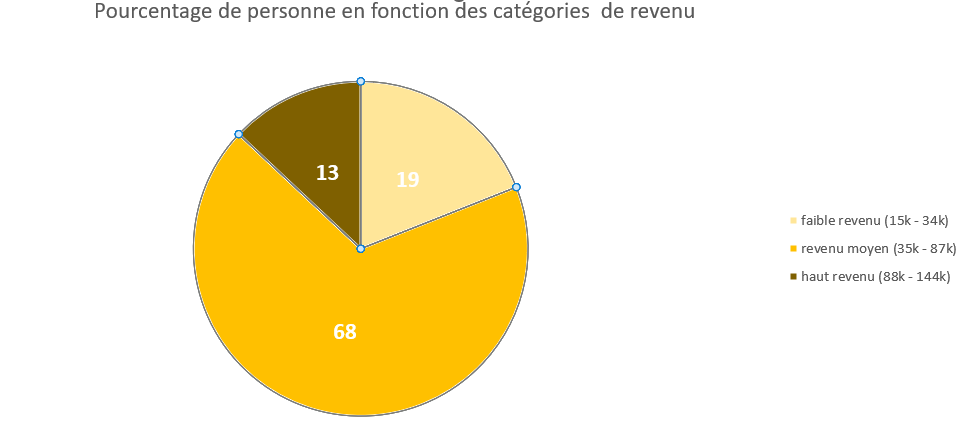 Pourcentage de personne en fonction des catégories  de revenu
13
19
68
faible revenu (15k - 34k)
revenu moyen (35k - 87k)
haut revenu (88k - 144k)